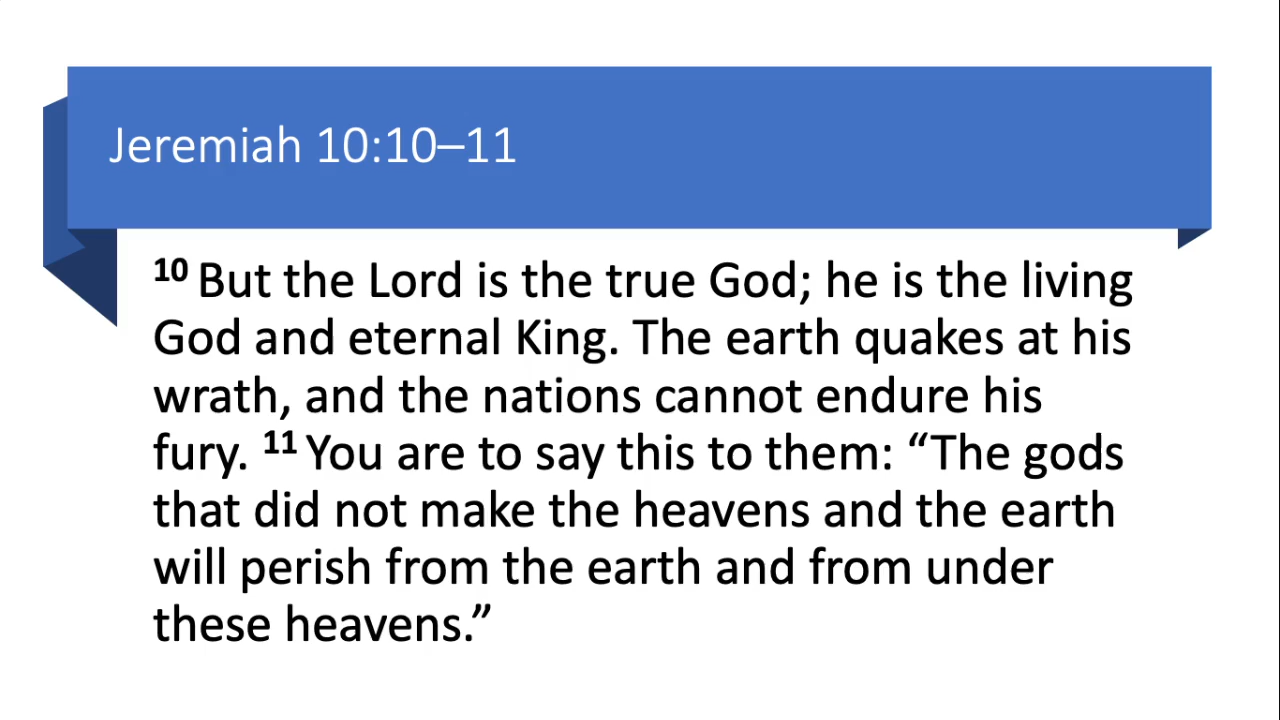 Jeremiah 10:10–11
10 But the Lord is the true God; he is the living
God and eternal King. The earth quakes at his
wrath, and the nations cannot endure his
fury. 11 You are to say this to them: “The gods
that did not make the heavens and the earth
will perish from the earth and from under
these heavens.”